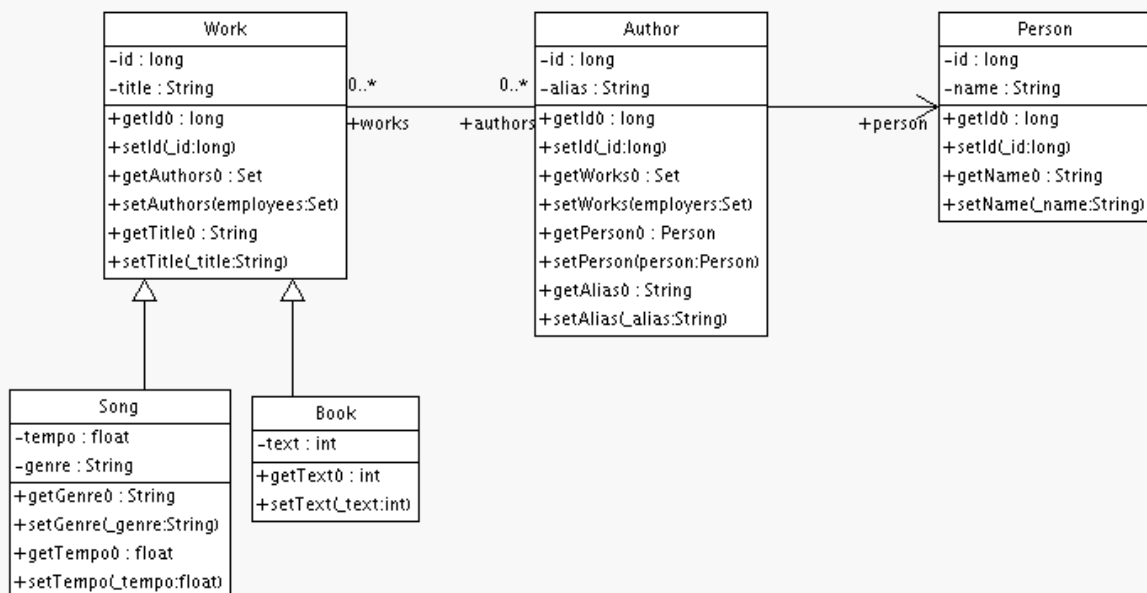 Work
-id : long
-title : String
+getId() : long
+setId(_id:long)
+getAuthors() : Set
+setAuthors(employees:Set)
+getTitle() : String
+setTitle(_title:String)
0..*
+works
0..*
+authors
Author
-id : long
-alias : String
+getId() : long
+setId(_id:long)
+getWorks() : Set
+setWorks(employers:Set)
+getPerson() : Person
+setPerson(person:Person)
+getAlias() : String
+setAlias(_alias:String)
+person
Person
-id : long
-name : String
+getId() : long
+setId(_id:long)
+getName() : String
+setName(_name:String)
Song
-tempo : float
-genre : String
+getGenre() : String
+setGenre(_genre:String)
+getTempo() : float
+setTempo(_tempo:float)
Book
-text : int
+getText() : int
+setText(_text:int)